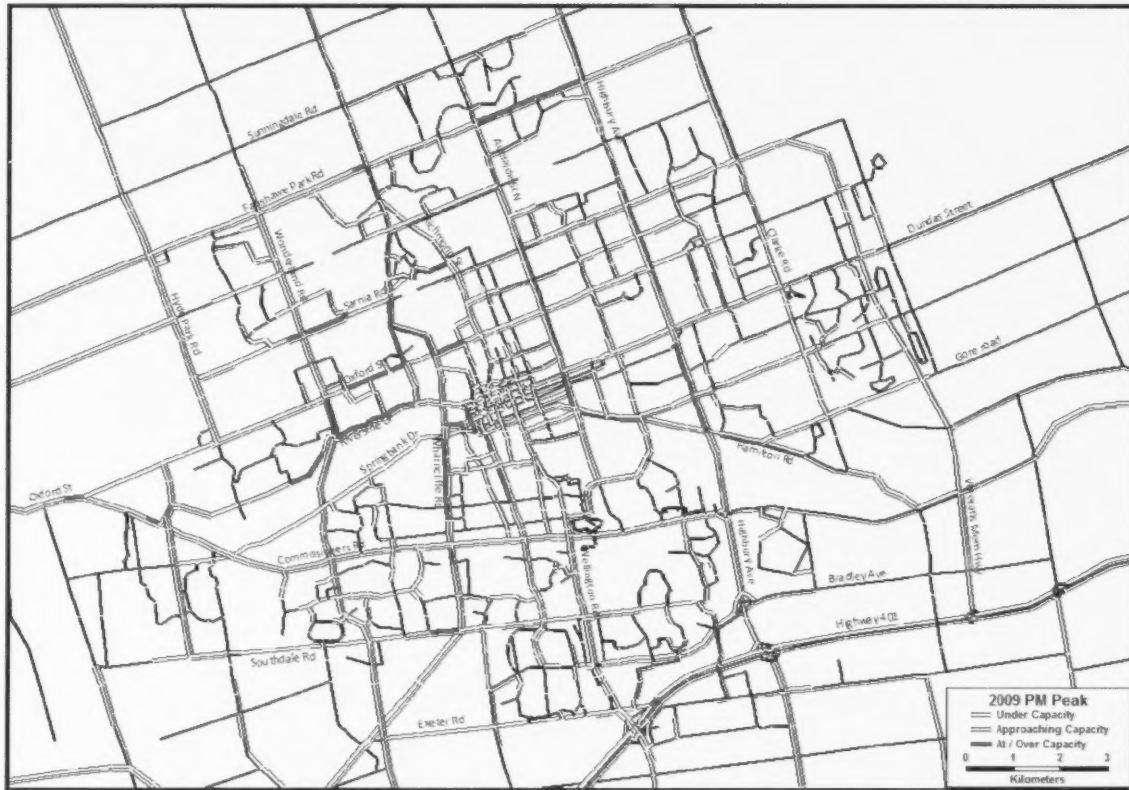 Sunningdale Rd
Highbury Av
Fanshawe Park Rd
Adelaide N
Dundas Street
Wonderland Rd
Clarke Rd
Hyde Park Rd
Sarnia Rd
Gore road
Oxford St
Riverside Dr
Springbank Dr
Wharncliffe Rd
Hamilton Rd
Oxford St
Commissioners Rd
Wellington Rd
Highbury Ave
Bradley Ave
Veterans Mem Hwy
Highway 401
Southdale Rd
Exeter Rd
2009 PM Peak
Under Capacity
Approaching Capacity
At / Over Capacity
0 1 2 3
Kilometers